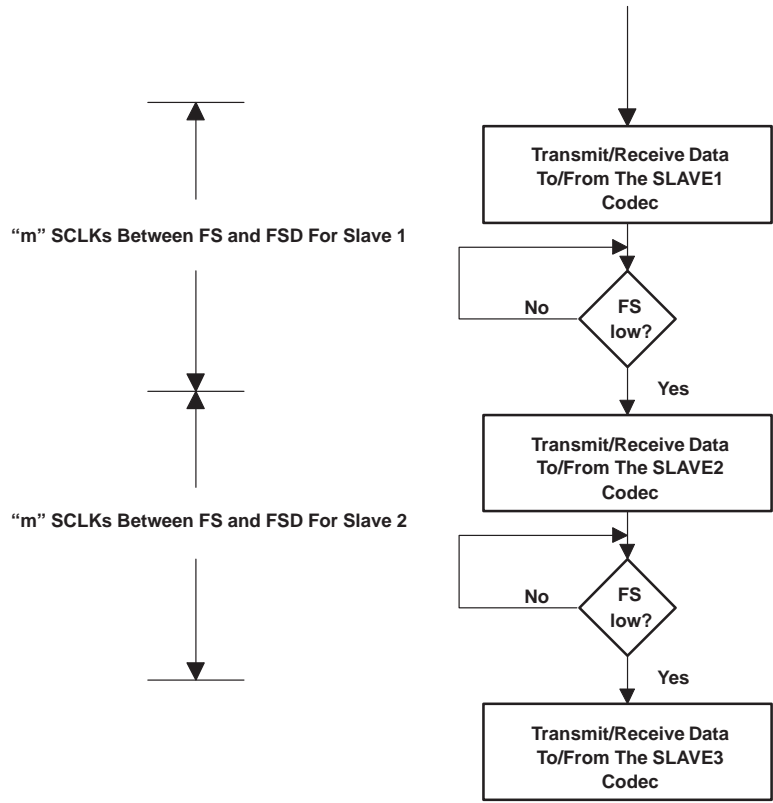 Transmit/Receive Data
To/From The SLAVE1
Codec
“m” SCLKs Between FS and FSD For Slave 1
No
FS
low?
Yes
Transmit/Receive Data
To/From The SLAVE2
Codec
“m” SCLKs Between FS and FSD For Slave 2
No
FS
low?
Yes
Transmit/Receive Data
To/From The SLAVE3
Codec